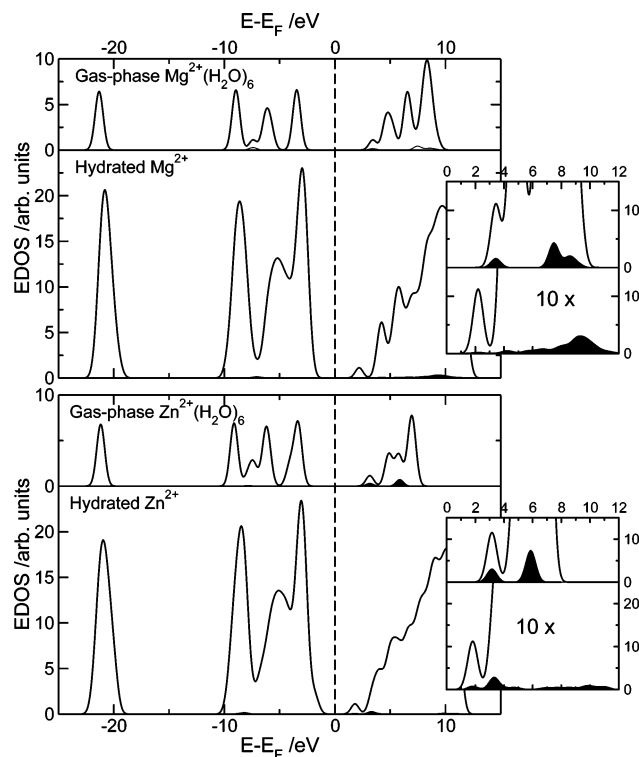 E-E_F /eV
-20 -10 0 10
Gas-phase Mg²⁺(H₂O)₆
10
5
0
Hydrated Mg²⁺
20
15
10
5
0
EDOS /arb. units
0 2 4 6 8 10 12
10
0
10 x
10
0
Gas-phase Zn²⁺(H₂O)₆
10
5
0
Hydrated Zn²⁺
20
15
10
5
0
EDOS /arb. units
0 2 4 6 8 10 12
10
0
10 x
20
10
0
-20 -10 0 10
E-E_F /eV